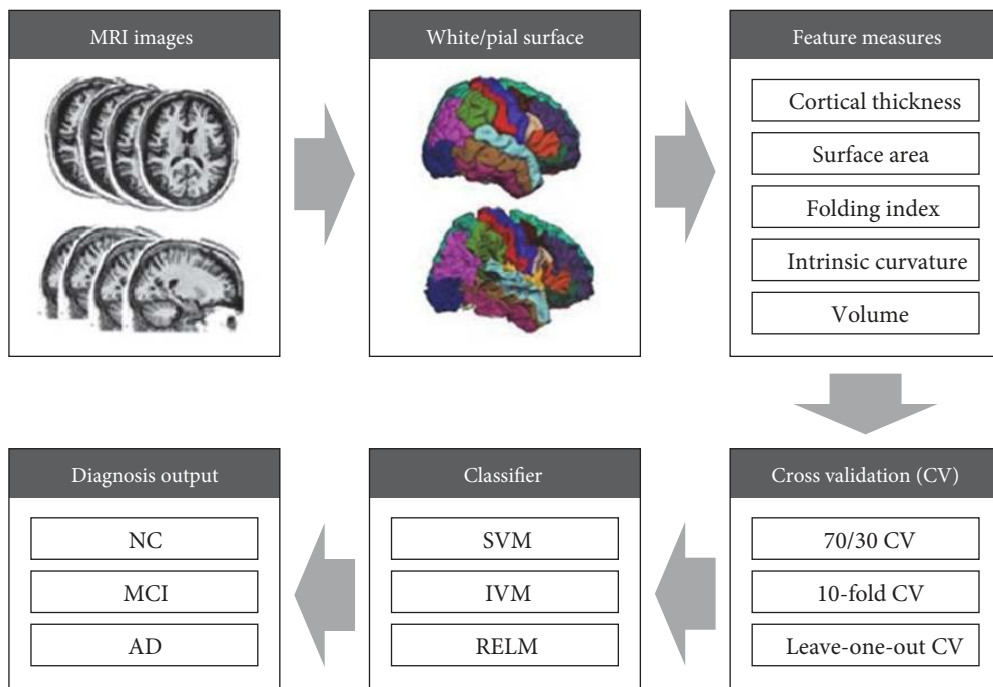 MRI images
White/pial surface
Feature measures
Cortical thickness
Surface area
Folding index
Intrinsic curvature
Volume
Cross validation (CV)
70/30 CV
10-fold CV
Leave-one-out CV
Classifier
SVM
IVM
RELM
Diagnosis output
NC
MCI
AD